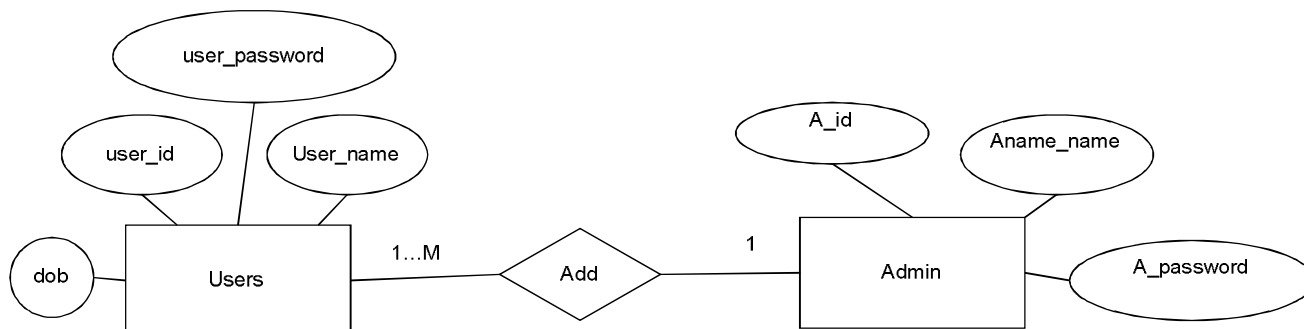 user_password
user_id
User_name
dob
Users
1...M
Add
1
A_id
Aname_name
Admin
A_password